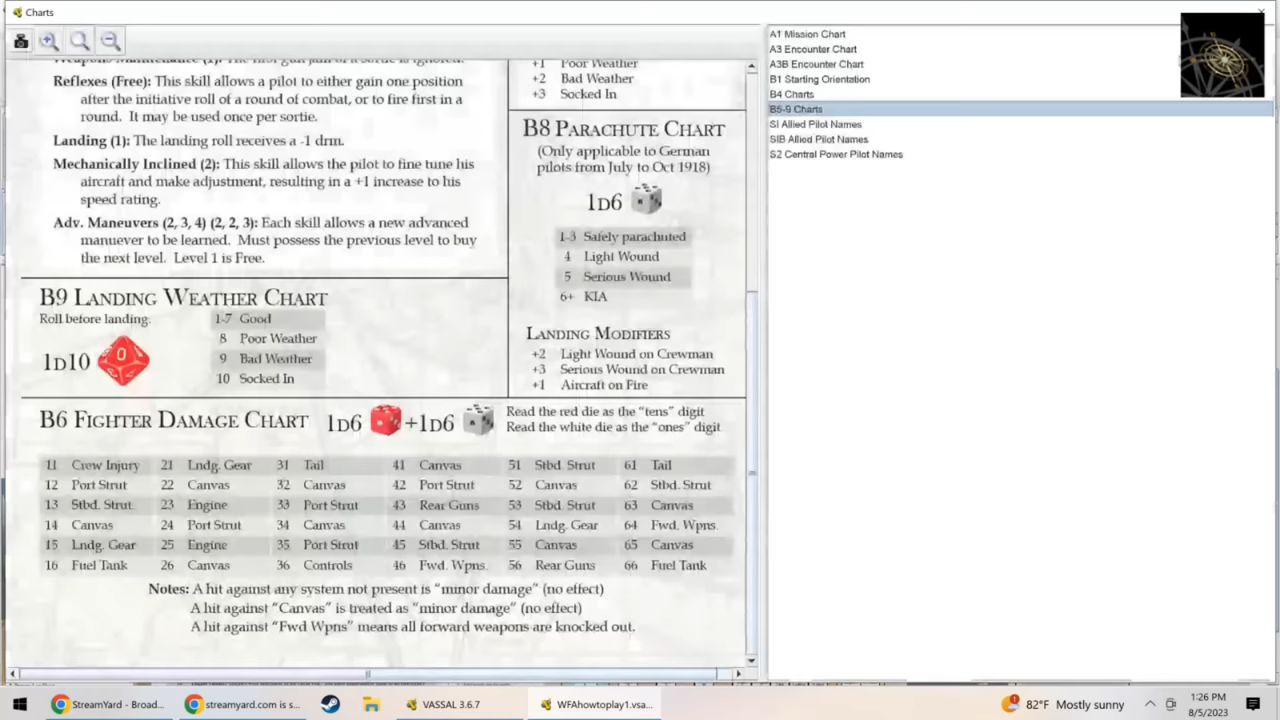 Charts
Weapons Maintenance (1): The first gun jam of a sortie is ignored.
Reflexes (Free): This skill allows a pilot to either gain one position
after the initiative roll of a round of combat, or to fire first in a
round. It may be used once per sortie.
Landing (1): The landing roll receives a -1 drm.
Mechanically Inclined (2): This skill allows the pilot to fine tune his
aircraft and make adjustment, resulting in a +1 increase to his
speed rating.
Adv. Maneuvers (2, 3, 4) (2, 2, 3): Each skill allows a new advanced
manuever to be learned. Must possess the previous level to buy
the next level. Level 1 is Free.
+1 Poor Weather
+2 Bad Weather
+3 Socked In
B8 PARACHUTE CHART
(Only applicable to German
pilots from July to Oct 1918)
1D6
1-3 Safely parachuted
4 Light Wound
5 Serious Wound
6+ KIA
LANDING MODIFIERS
+2 Light Wound on Crewman
+3 Serious Wound on Crewman
+1 Aircraft on Fire
B9 LANDING WEATHER CHART
Roll before landing.
1D10 0
1-7 Good
8 Poor Weather
9 Bad Weather
10 Socked In
B6 FIGHTER DAMAGE CHART 1D6 +1D6
Read the red die as the “tens” digit
Read the white die as the “ones” digit
11 Crew Injury 21 Lndg. Gear 31 Tail 41 Canvas 51 Stbd. Strut 61 Tail
12 Port Strut 22 Canvas 32 Canvas 42 Port Strut 52 Canvas 62 Stbd. Strut
13 Stbd. Strut. 23 Engine 33 Port Strut 43 Rear Guns 53 Stbd. Strut 63 Canvas
14 Canvas 24 Port Strut 34 Canvas 44 Canvas 54 Lndg. Gear 64 Fwd. Wpns.
15 Lndg. Gear 25 Engine 35 Port Strut 45 Stbd. Strut 55 Canvas 65 Canvas
16 Fuel Tank 26 Canvas 36 Controls 46 Fwd. Wpns. 56 Rear Guns 66 Fuel Tank
Notes: A hit against any system not present is “minor damage” (no effect)
A hit against “Canvas” is treated as “minor damage” (no effect)
A hit against “Fwd Wpns” means all forward weapons are knocked out.
A1 Mission Chart
A3 Encounter Chart
A3B Encounter Chart
B1 Starting Orientation
B4 Charts
B5-9 Charts
SI Allied Pilot Names
SIB Allied Pilot Names
S2 Central Power Pilot Names
StreamYard - Broad...
streamyard.com is s...
VASSAL 3.6.7
WFAhowtoplay1.vsa...
82°F Mostly sunny
1:26 PM
8/5/2023